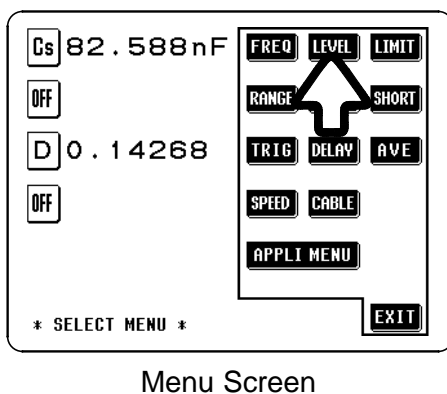 Cs 82.588nF
OFF
D 0.14268
OFF
* SELECT MENU *
FREQ LEVEL LIMIT
RANGE SHORT
TRIG DELAY AVE
SPEED CABLE
APPLI MENU
EXIT
Menu Screen